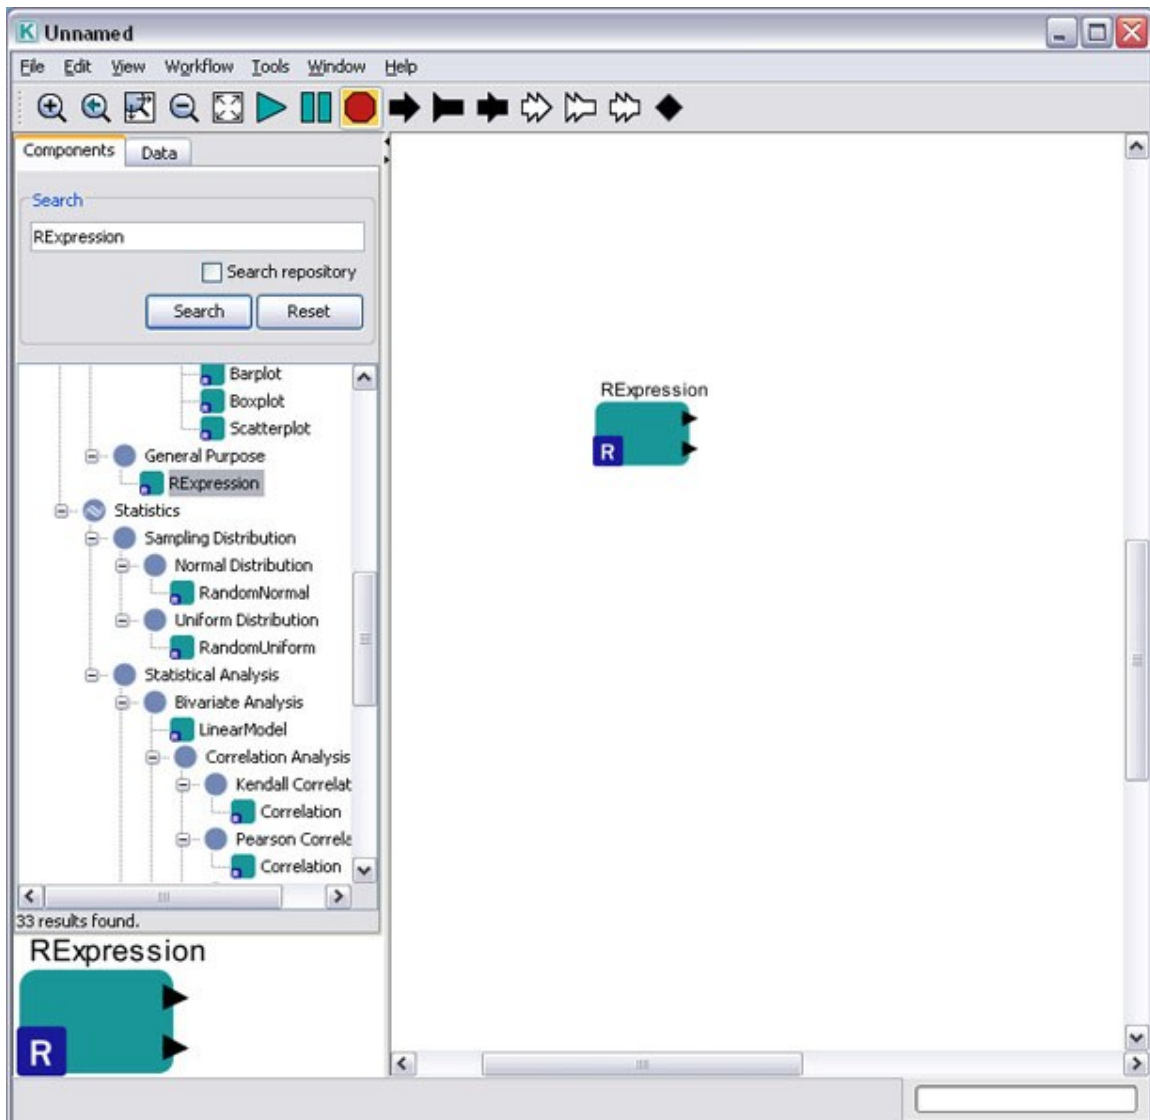 K Unnamed
File Edit View Workflow Tools Window Help
Components Data
Search
RExpression
Search repository
Search Reset
Barplot
Boxplot
Scatterplot
General Purpose
RExpression
Statistics
Sampling Distribution
Normal Distribution
RandomNormal
Uniform Distribution
RandomUniform
Statistical Analysis
Bivariate Analysis
LinearModel
Correlation Analysis
Kendall Correlat
Correlation
Pearson Correla
Correlation
33 results found.
RExpression
R
RExpression
R